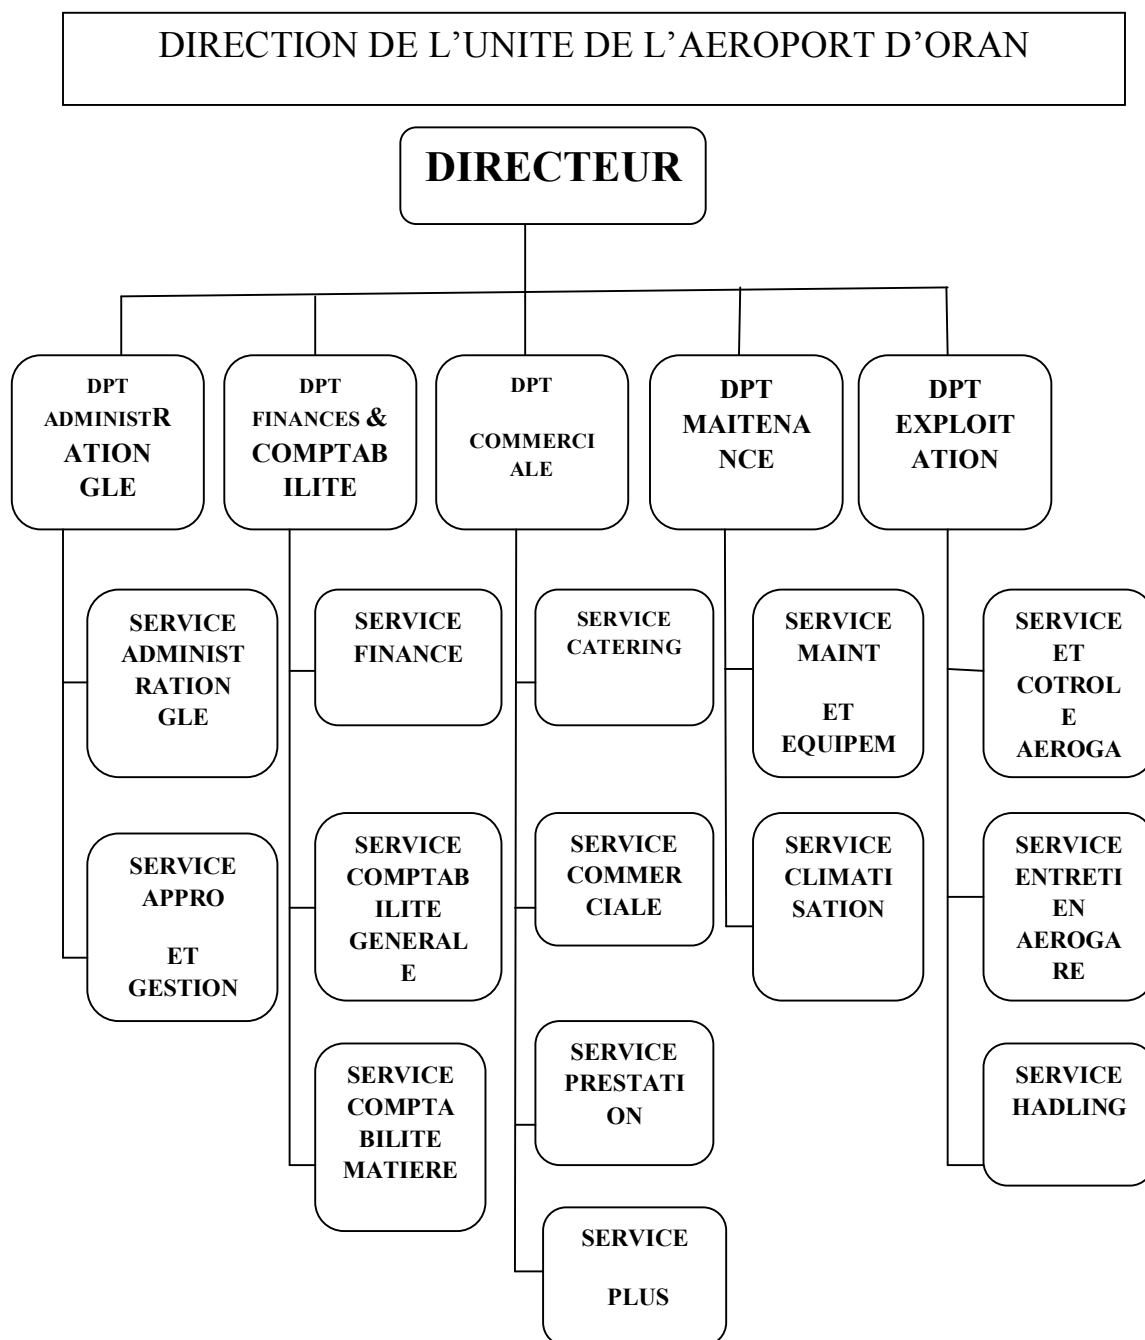 DIRECTION DE L'UNITE DE L'AEROPORT D'ORAN
DIRECTEUR
DPT
ADMINISTR
ATION
GLE
DPT
FINANCES &
COMPTAB
ILITE
DPT
COMMERCI
ALE
DPT
MAITENA
NCE
DPT
EXPLOIT
ATION
SERVICE
ADMINIST
RATION
GLE
SERVICE
FINANCE
SERVICE
CATERING
SERVICE
MAINT
ET
EQUIPEM
SERVICE
ET
COTROL
E
AEROGA
SERVICE
APPRO
ET
GESTION
SERVICE
COMPTAB
ILITE
GENERAL
E
SERVICE
COMMER
CIALE
SERVICE
CLIMATI
SATION
SERVICE
ENTRETI
EN
AEROGA
RE
SERVICE
COMPTA
BILITE
MATIERE
SERVICE
PRESTATI
ON
SERVICE
HADLING
SERVICE
PLUS